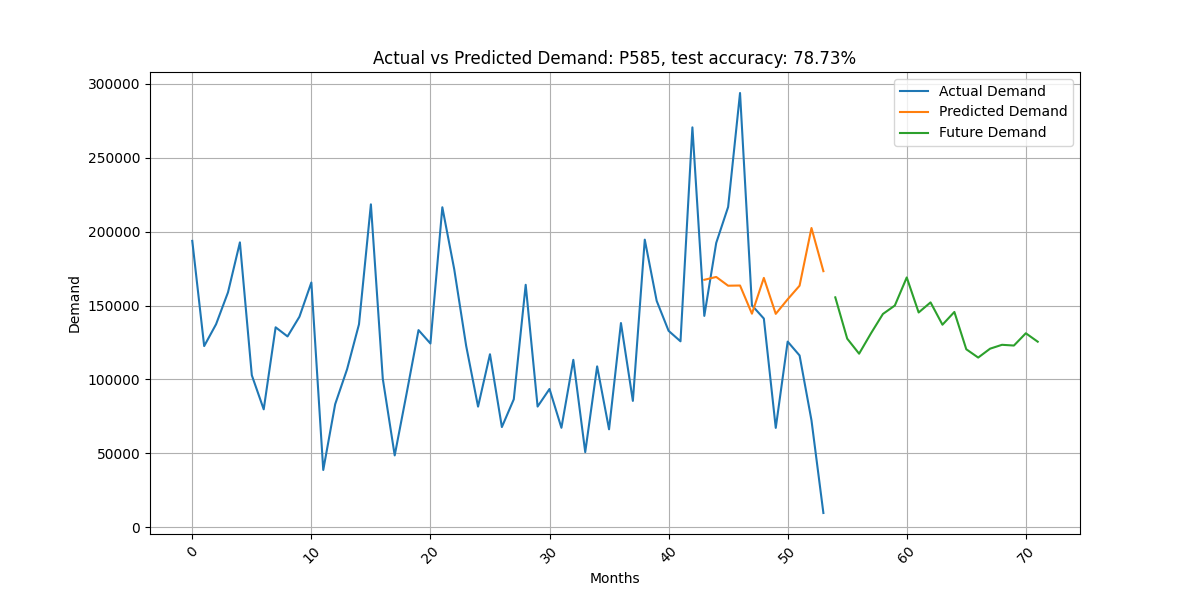 Actual vs Predicted Demand: P585, test accuracy: 78.73%
Actual Demand
Predicted Demand
Future Demand
Demand
300000
250000
200000
150000
100000
50000
0
0
10
20
30
40
50
60
70
Months